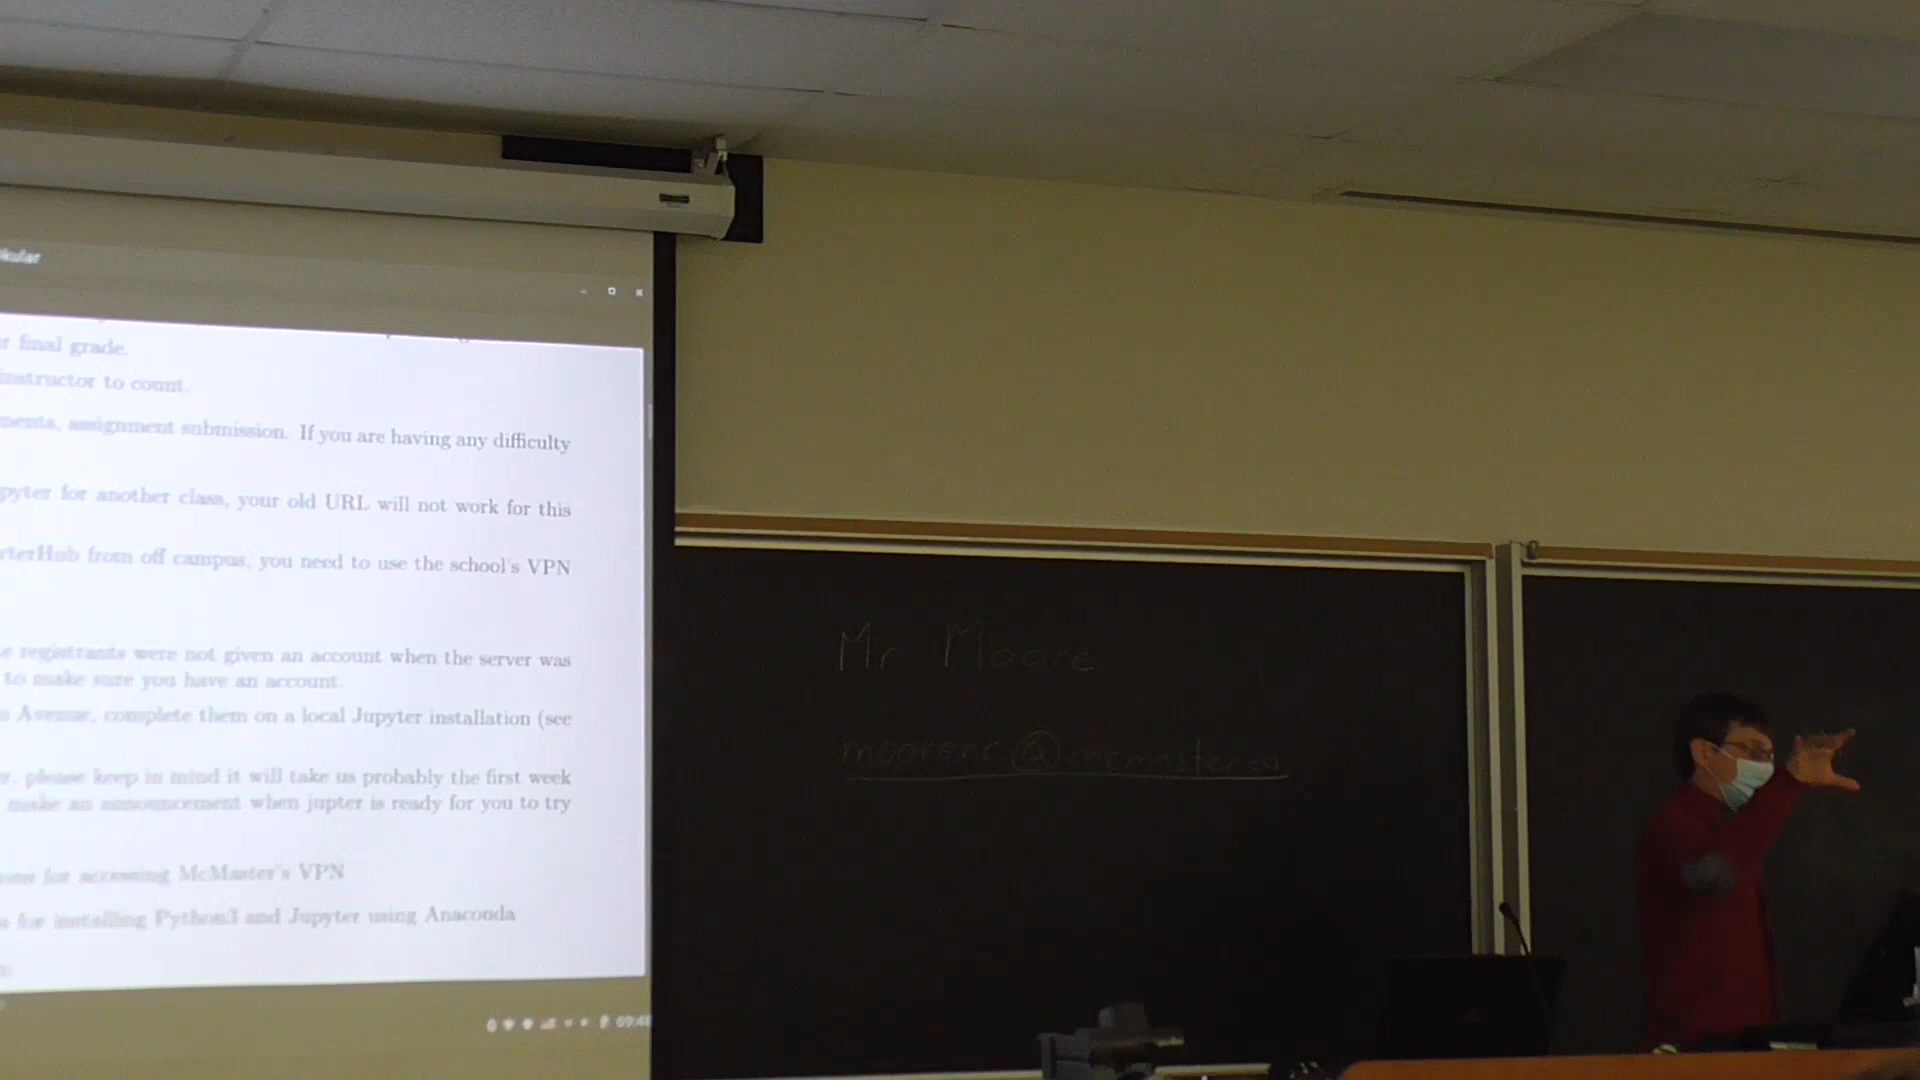 final grade.
instructor to count.
assignment submission. If you are having any difficulty
for another class, your old URL will not work for this
from off campus, you need to use the school's VPN
registrants were not given an account when the server was
to make sure you have an account.
Avenue, complete them on a local Jupyter installation (see
please keep in mind it will take us probably the first week
make an announcement when jupter is ready for you to try
for accessing McMaster's VPN
for installing Python3 and Jupyter using Anaconda
Mr Moore
moorenc@mcmaster.ca